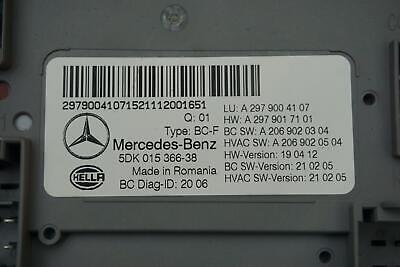 29790041071521112001651
Q: 01
Type: BC-F
Mercedes-Benz
5DK 015 366-38
Made in Romania
BC Diag-ID: 20 06
HELLA
LU: A 297 900 41 07
HW: A 297 901 71 01
BC SW: A 206 902 03 04
HVAC SW: A 206 902 05 04
HW-Version: 19 04 12
BC SW-Version: 21 02 05
HVAC SW-Version: 21 02 05